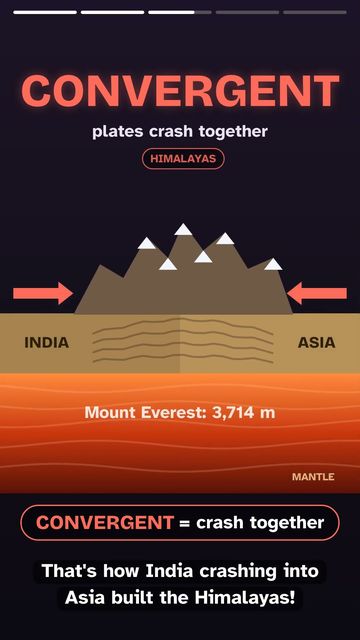 CONVERGENT
plates crash together
HIMALAYAS
INDIA
ASIA
Mount Everest: 3,714 m
MANTLE
CONVERGENT = crash together
That's how India crashing into
Asia built the Himalayas!